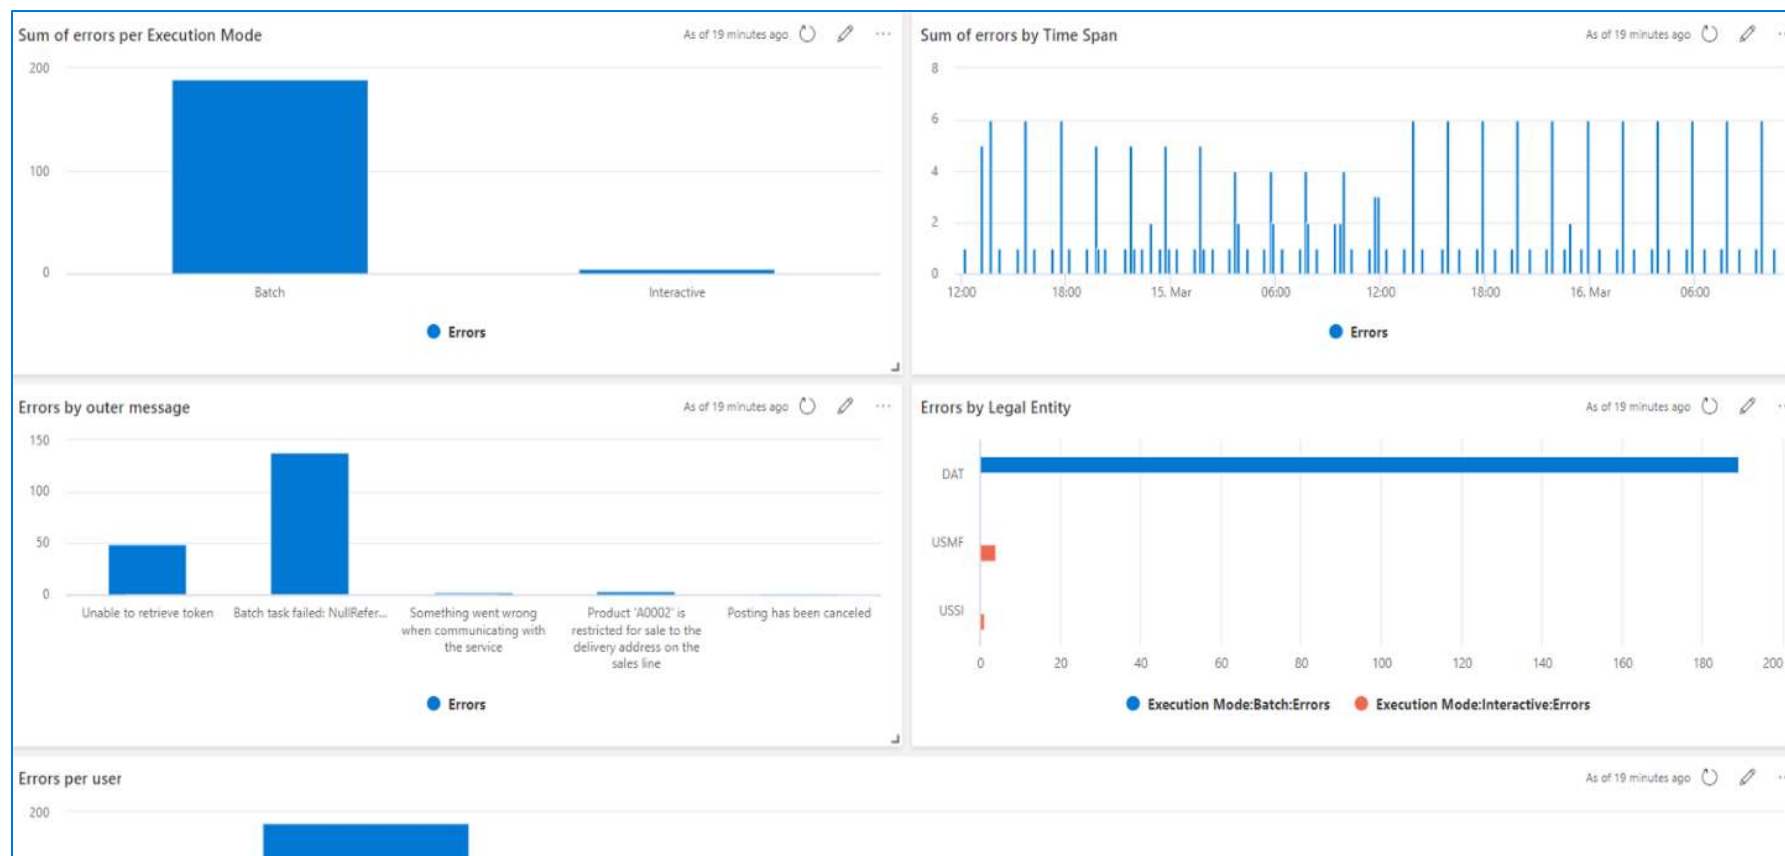 Sum of errors per Execution Mode
As of 19 minutes ago
200
100
0
Batch
Interactive
Errors
Sum of errors by Time Span
As of 19 minutes ago
8
6
4
2
0
12:00
18:00
15. Mar
06:00
12:00
18:00
16. Mar
06:00
Errors
Errors by outer message
As of 19 minutes ago
150
100
50
0
Unable to retrieve token
Batch task failed: NullRefer...
Something went wrong
when communicating with
the service
Product 'A0002' is
restricted for sale to the
delivery address on the
sales line
Posting has been canceled
Errors
Errors by Legal Entity
As of 19 minutes ago
DAT
USMF
USSI
0
20
40
60
80
100
120
140
160
180
200
Execution Mode:Batch:Errors
Execution Mode:Interactive:Errors
Errors per user
As of 19 minutes ago
200